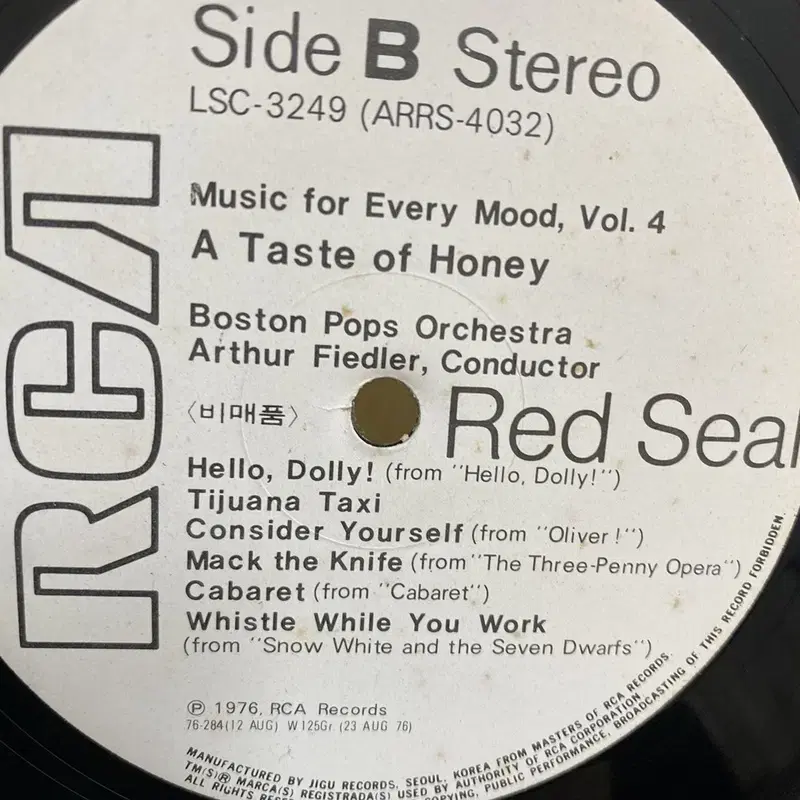 Side B Stereo
LSC-3249 (ARRS-4032)
Music for Every Mood, Vol. 4
A Taste of Honey
Boston Pops Orchestra
Arthur Fiedler, Conductor
〈비매품〉
Red Seal
RCA
Hello, Dolly! (from "Hello, Dolly!")
Tijuana Taxi
Consider Yourself (from "Oliver!")
Mack the Knife (from "The Three-Penny Opera")
Cabaret (from "Cabaret")
Whistle While You Work
(from "Snow White and the Seven Dwarfs")
℗ 1976, RCA Records
76-284(12 AUG) W125Gr. (23 AUG 76)
MANUFACTURED BY JIGU RECORDS, SEOUL, KOREA FROM MASTERS OF RCA RECORDS.
TM(S)® MARCA(S) REGISTRADA(S) USED BY AUTHORITY OF RCA CORPORATION
ALL RIGHTS COPYING, PUBLIC PERFORMANCE, BROADCASTING OF THIS RECORD FORBIDDEN